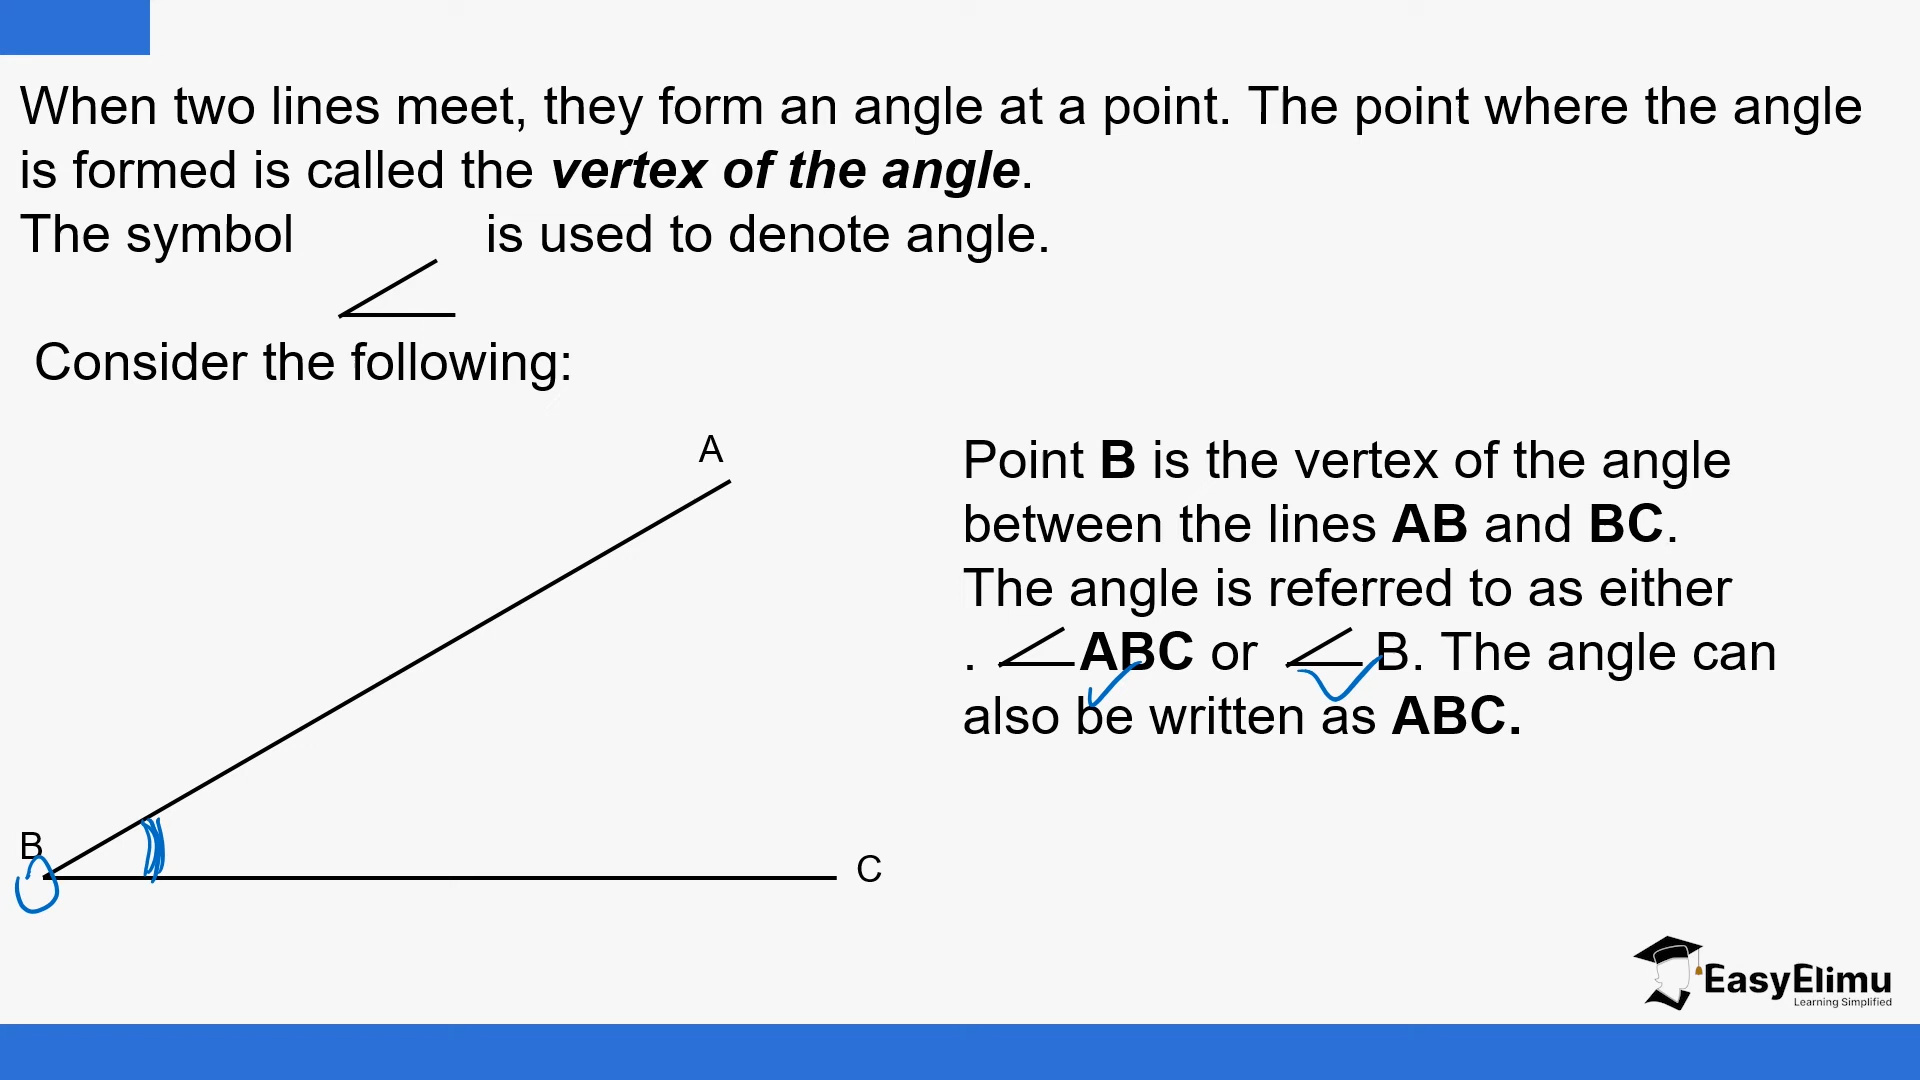 When two lines meet, they form an angle at a point. The point where the angle
is formed is called the vertex of the angle.
The symbol ∠ is used to denote angle.
Consider the following:
A
B
C
Point B is the vertex of the angle
between the lines AB and BC.
The angle is referred to as either
. ∠ABC or ∠B. The angle can
also be written as ABC.
EasyElimu
Learning Simplified